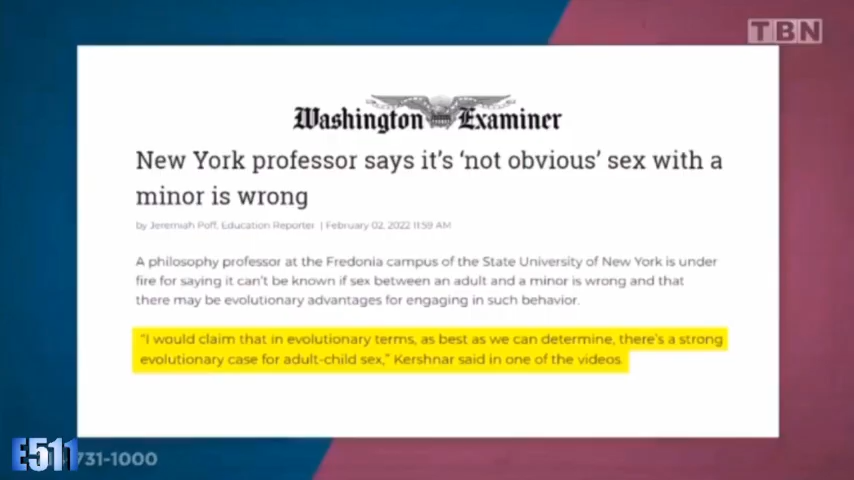 TBN
Washington Examiner
New York professor says it's 'not obvious' sex with a
minor is wrong
by Jeremiah Poff, Education Reporter | February 02, 2022 11:59 AM
A philosophy professor at the Fredonia campus of the State University of New York is under
fire for saying it can't be known if sex between an adult and a minor is wrong and that
there may be evolutionary advantages for engaging in such behavior.
"I would claim that in evolutionary terms, as best as we can determine, there's a strong
evolutionary case for adult-child sex," Kershnar said in one of the videos.
E511
731-1000